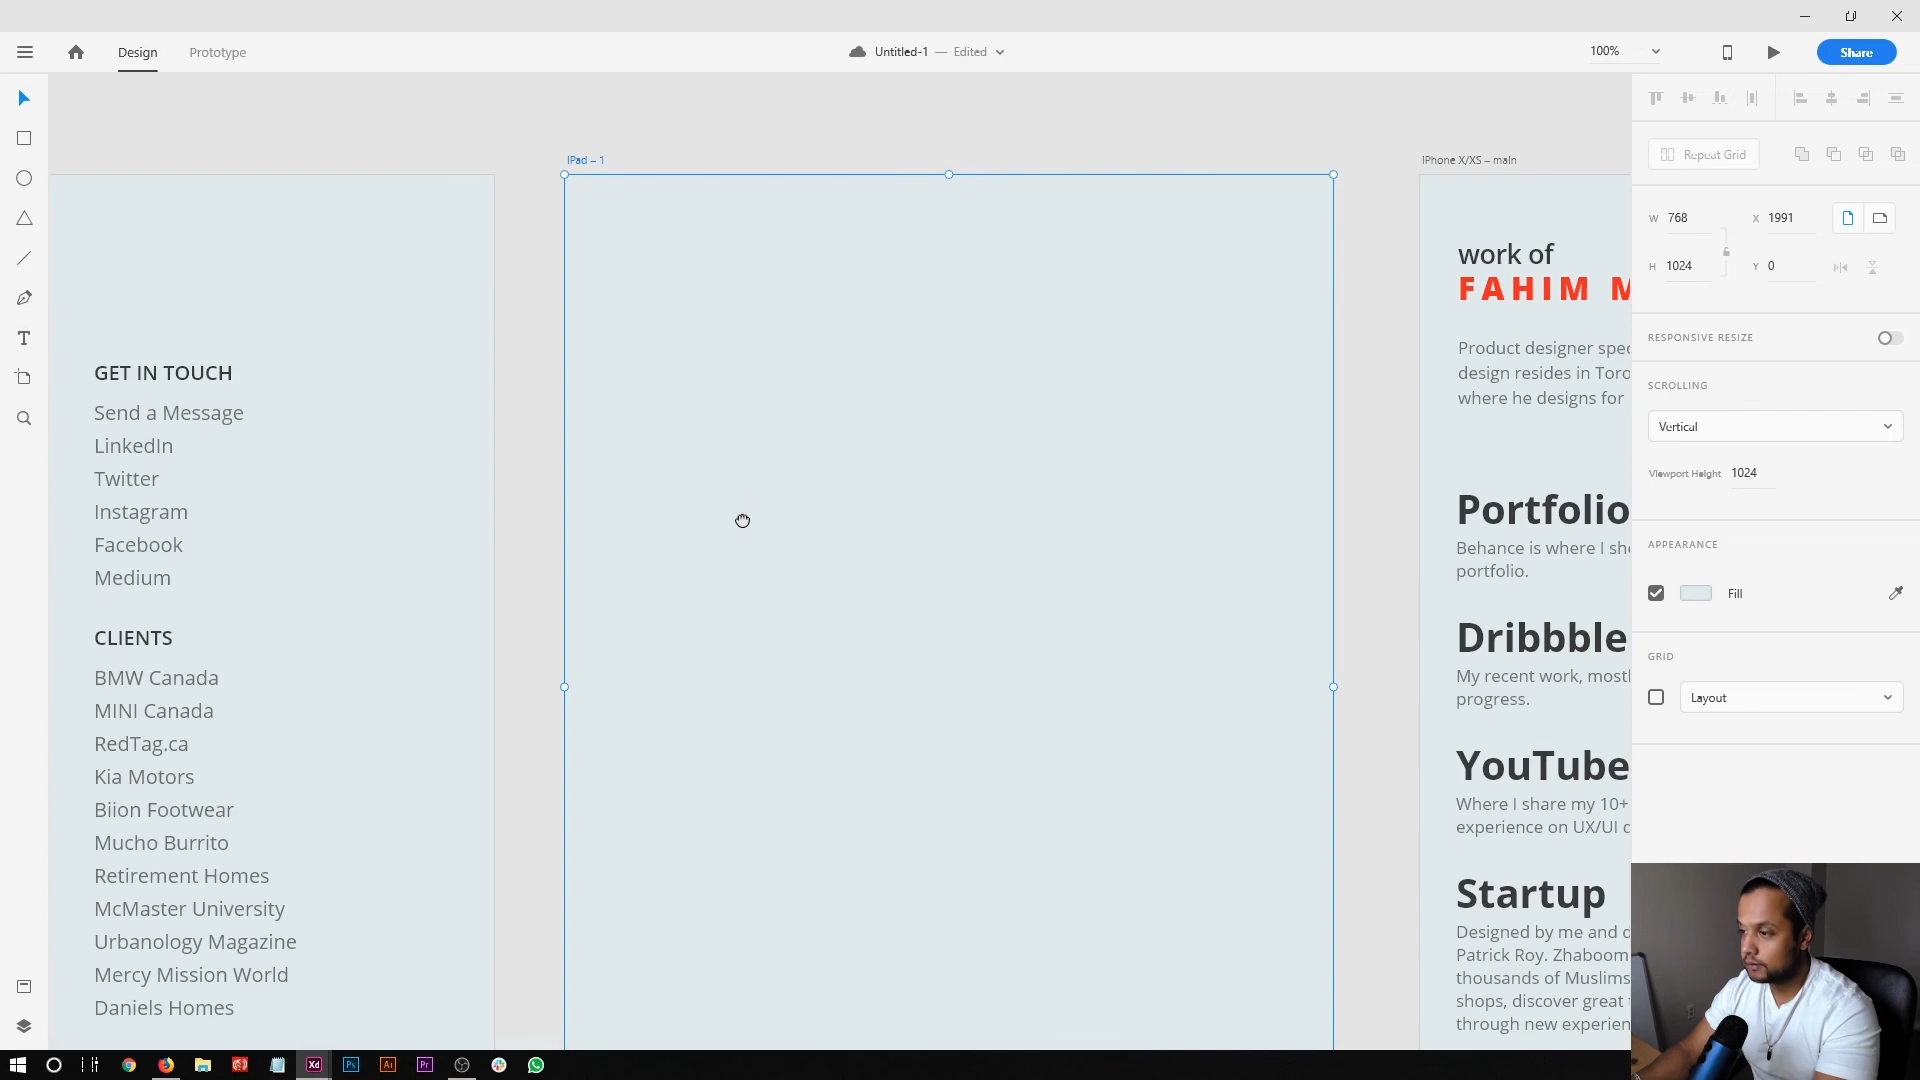 Design
Prototype
Untitled-1 — Edited
100%
Share
Repeat Grid
W 768
X 1991
H 1024
Y 0
RESPONSIVE RESIZE
SCROLLING
Vertical
Viewport Height 1024
APPEARANCE
Fill
GRID
Layout
GET IN TOUCH
Send a Message
LinkedIn
Twitter
Instagram
Facebook
Medium
CLIENTS
BMW Canada
MINI Canada
RedTag.ca
Kia Motors
Biion Footwear
Mucho Burrito
Retirement Homes
McMaster University
Urbanology Magazine
Mercy Mission World
Daniels Homes
iPad – 1
iPhone X/XS – main
work of
FAHIM M
Product designer spec
design resides in Toro
where he designs for
Portfolio
Behance is where I sh
portfolio.
Dribbble
My recent work, mostl
progress.
YouTube
Where I share my 10+
experience on UX/UI d
Startup
Designed by me and d
Patrick Roy. Zhaboom
thousands of Muslims
shops, discover great
through new experien
Xd
Ps
Ai
Pr